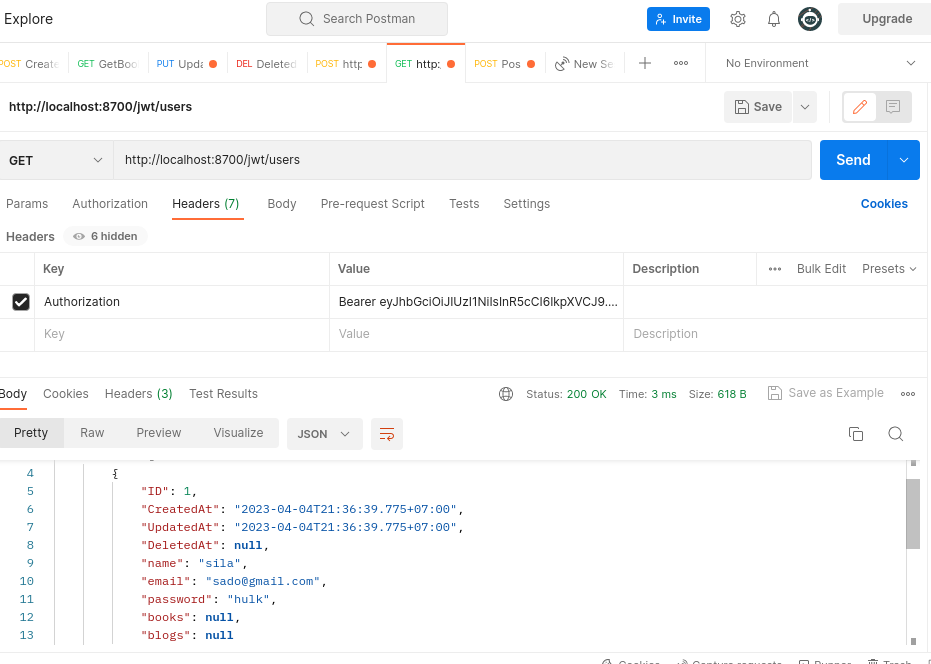 Explore
Search Postman
Invite
Upgrade
POST Create
GET GetBoo
PUT Upda
DEL Deleted
POST http
GET http:
POST Pos
New Se
No Environment
http://localhost:8700/jwt/users
Save
GET
http://localhost:8700/jwt/users
Send
Params Authorization Headers (7) Body Pre-request Script Tests Settings Cookies
Headers 6 hidden
Key Value Description ••• Bulk Edit Presets
Authorization Bearer eyJhbGciOiJIUzI1NiIsInR5cCI6IkpXVCJ9....
Key Value Description
Body Cookies Headers (3) Test Results Status: 200 OK Time: 3 ms Size: 618 B Save as Example
Pretty Raw Preview Visualize JSON
4 {
5 "ID": 1,
6 "CreatedAt": "2023-04-04T21:36:39.775+07:00",
7 "UpdatedAt": "2023-04-04T21:36:39.775+07:00",
8 "DeletedAt": null,
9 "name": "sila",
10 "email": "sado@gmail.com",
11 "password": "hulk",
12 "books": null,
13 "blogs": null
Cookies Capture requests Runner Trash